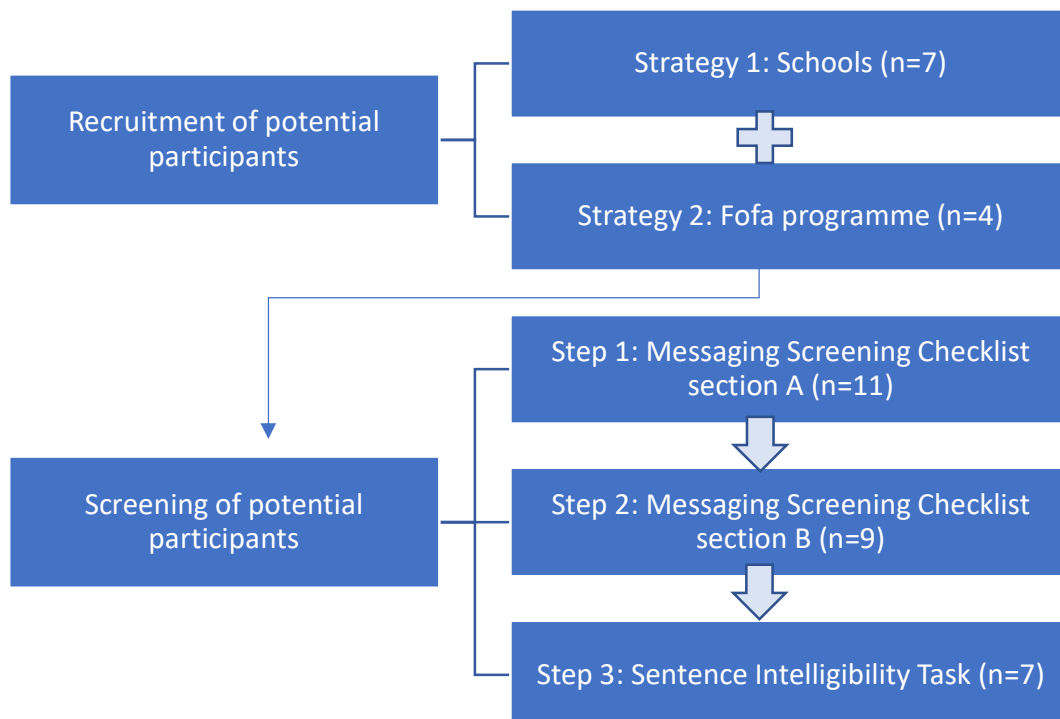 Recruitment of potential
participants
Strategy 1: Schools (n=7)
Strategy 2: Fofa programme (n=4)
Screening of potential
participants
Step 1: Messaging Screening Checklist
section A (n=11)
Step 2: Messaging Screening Checklist
section B (n=9)
Step 3: Sentence Intelligibility Task (n=7)